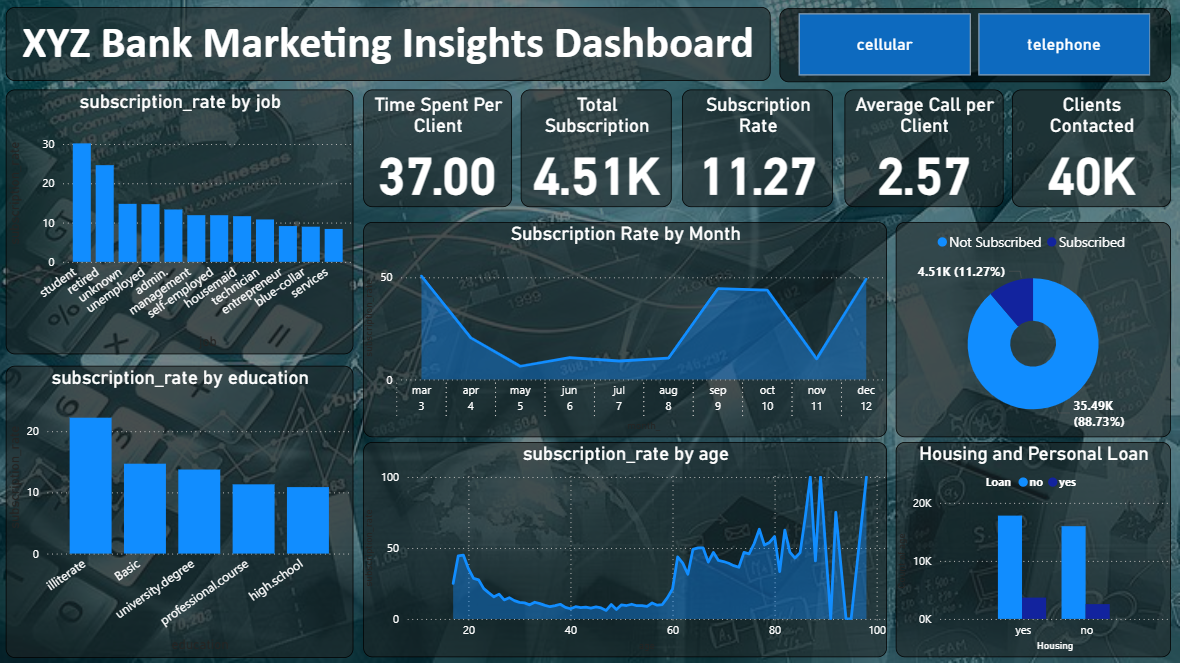 XYZ Bank Marketing Insights Dashboard
cellular
telephone
subscription_rate by job
30
20
10
0
student
retired
unknown
unemployed
admin.
management
self-employed
housemaid
technician
entrepreneur
blue-collar
services
Time Spent Per
Client
37.00
Total
Subscription
4.51K
Subscription
Rate
11.27
Average Call per
Client
2.57
Clients
Contacted
40K
Subscription Rate by Month
50
0
mar apr may jun jul aug sep oct nov dec
3 4 5 6 7 8 9 10 11 12
Not Subscribed Subscribed
4.51K (11.27%)
35.49K
(88.73%)
subscription_rate by education
20
10
0
illiterate
Basic
university.degree
professional.course
high.school
subscription_rate by age
100
50
0
20 40 60 80 100
Housing and Personal Loan
Loan no yes
20K
10K
0K
yes no
Housing